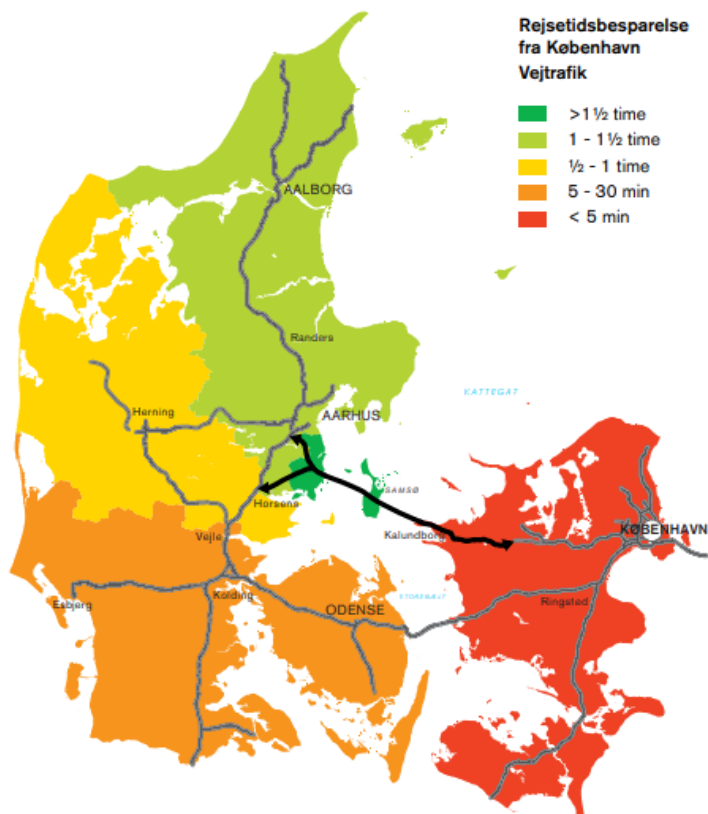 Rejsetidsbesparelse
fra København
Vejtrafik
>1½ time
1 - 1½ time
½ - 1 time
5 - 30 min
< 5 min
AALBORG
Randers
KATTEGAT
Herning
AARHUS
SAMSØ
Horsens
Kalundborg
KØBENHAVN
Vejle
Esbjerg
Kolding
ODENSE
STOREBÆLT
Ringsted